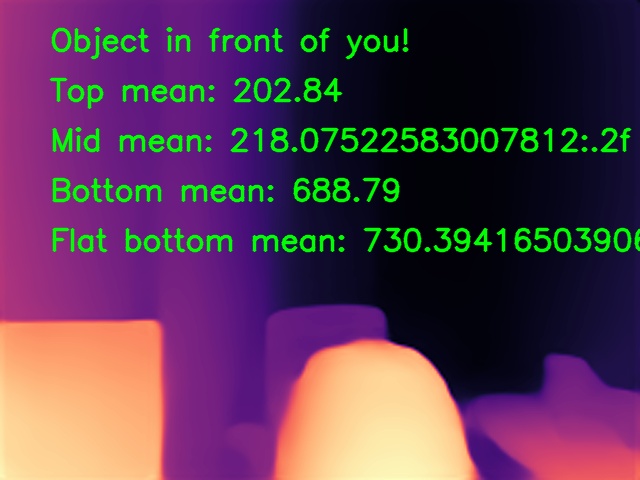 Object in front of you!
Top mean: 202.84
Mid mean: 218.07522583007812:.2f
Bottom mean: 688.79
Flat bottom mean: 730.39416503906